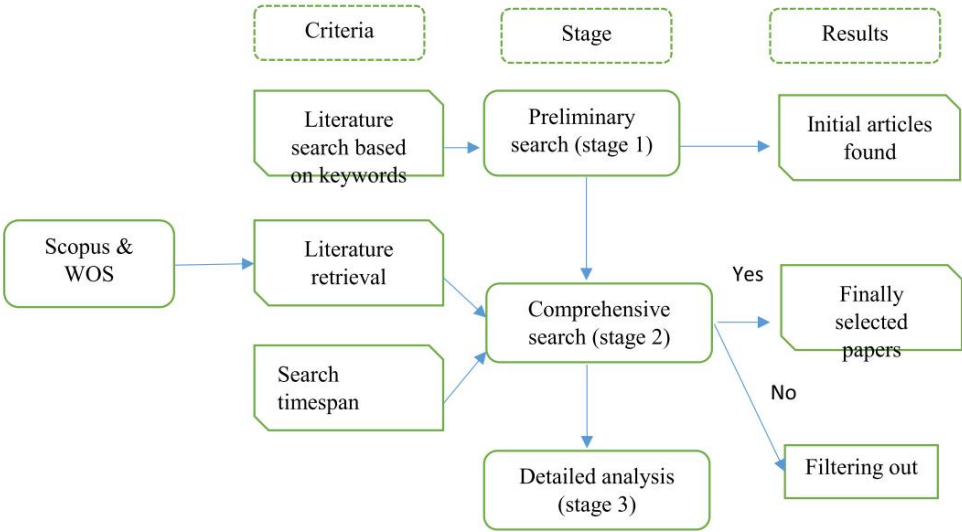 Criteria
Stage
Results
Literature
search based
on keywords
Preliminary
search (stage 1)
Initial articles
found
Scopus &
WOS
Literature
retrieval
Comprehensive
search (stage 2)
Yes
Finally
selected
papers
Search
timespan
No
Detailed analysis
(stage 3)
Filtering out